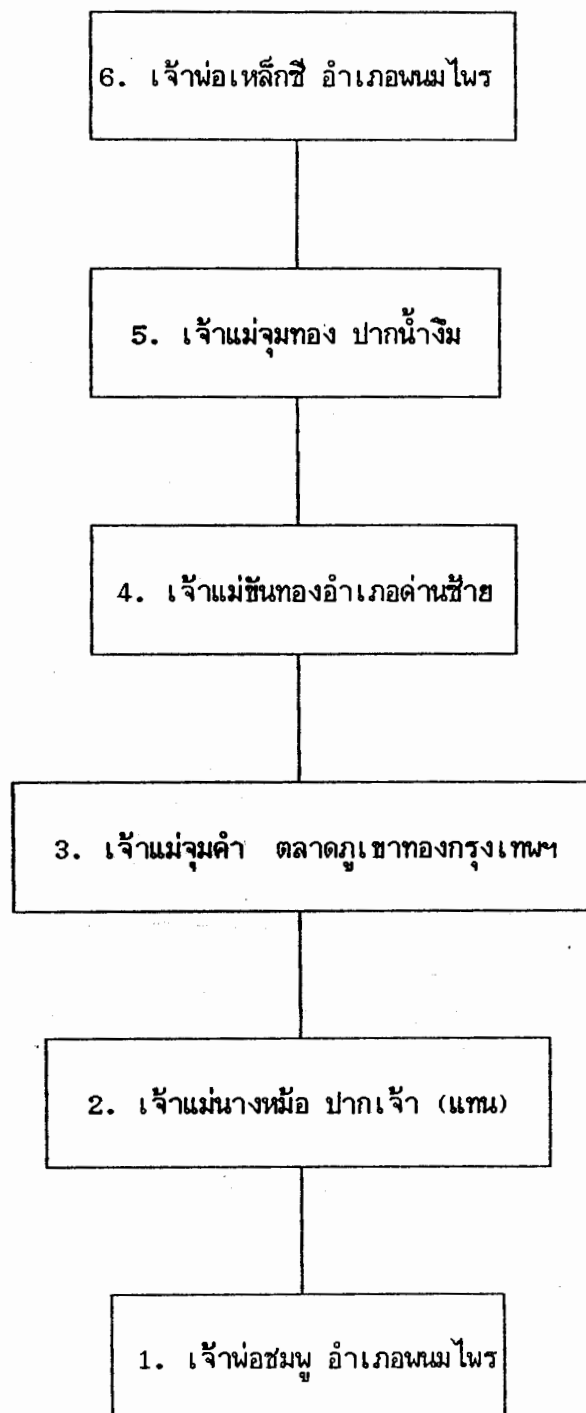 6. เจ้าพ่อเหล็กชี อำเภอพนมไพร
5. เจ้าแม่จุมทอง ปากน้ำงึม
4. เจ้าแม่ขันทองอำเภอด่านซ้าย
3. เจ้าแม่จุมคำ ตลาดภูเขาทองกรุงเทพฯ
2. เจ้าแม่นางหม้อ ปากเจ้า (แทน)
1. เจ้าพ่อชมพู อำเภอพนมไพร